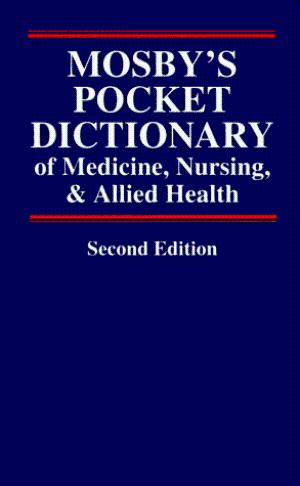 MOSBY'S
POCKET
DICTIONARY
of Medicine, Nursing,
& Allied Health
Second Edition